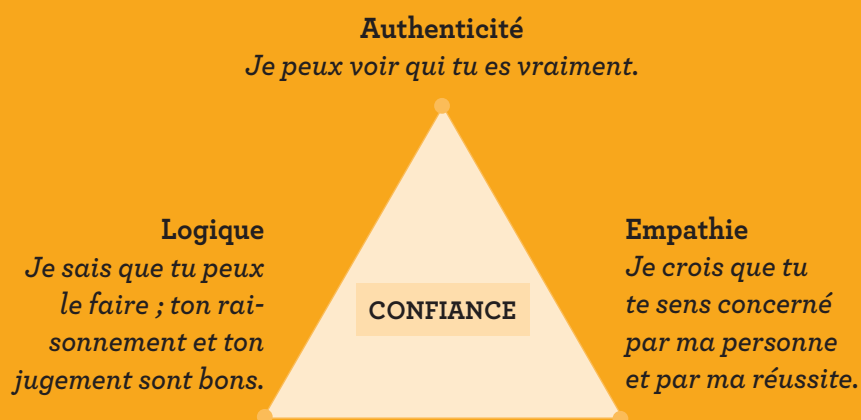 Authenticité
Je peux voir qui tu es vraiment.
Logique
Je sais que tu peux
le faire ; ton rai-
sonnement et ton
jugement sont bons.
CONFIANCE
Empathie
Je crois que tu
te sens concerné
par ma personne
et par ma réussite.